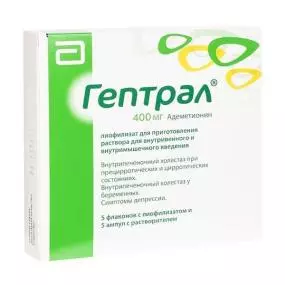 Гептрал®
400 мг Адеметионин
лиофилизат для приготовления
раствора для внутривенного и
внутримышечного введения
Внутрипеченочный холестаз при
прецирротических и цирротических
состояниях.
Внутрипеченочный холестаз у
беременных.
Симптомы депрессии.
5 флаконов с лиофилизатом и
5 ампул с растворителем